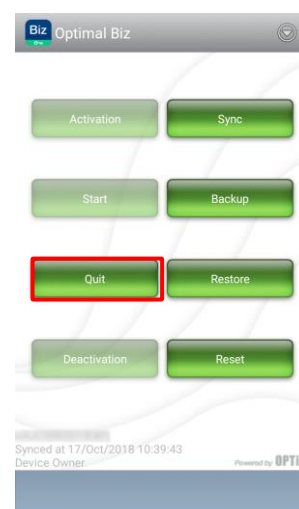 Biz Optimal Biz
Activation Sync
Start Backup
Quit Restore
Deactivation Reset
Synced at 17/Oct/2018 10:39:43
Device Owner Powered by OPTi